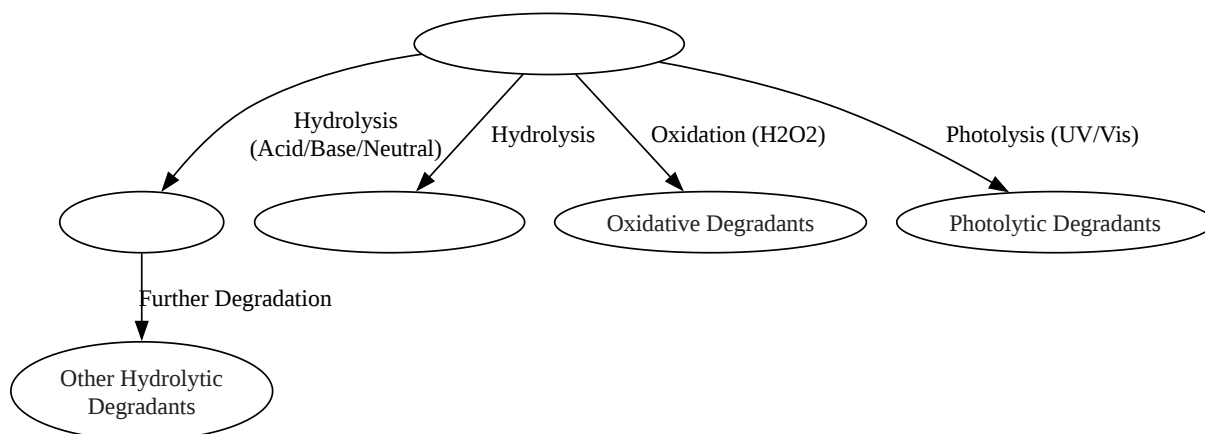 Hydrolysis
(Acid/Base/Neutral)
Hydrolysis
Oxidation (H2O2)
Photolysis (UV/Vis)
Oxidative Degradants
Photolytic Degradants
Further Degradation
Other Hydrolytic
Degradants